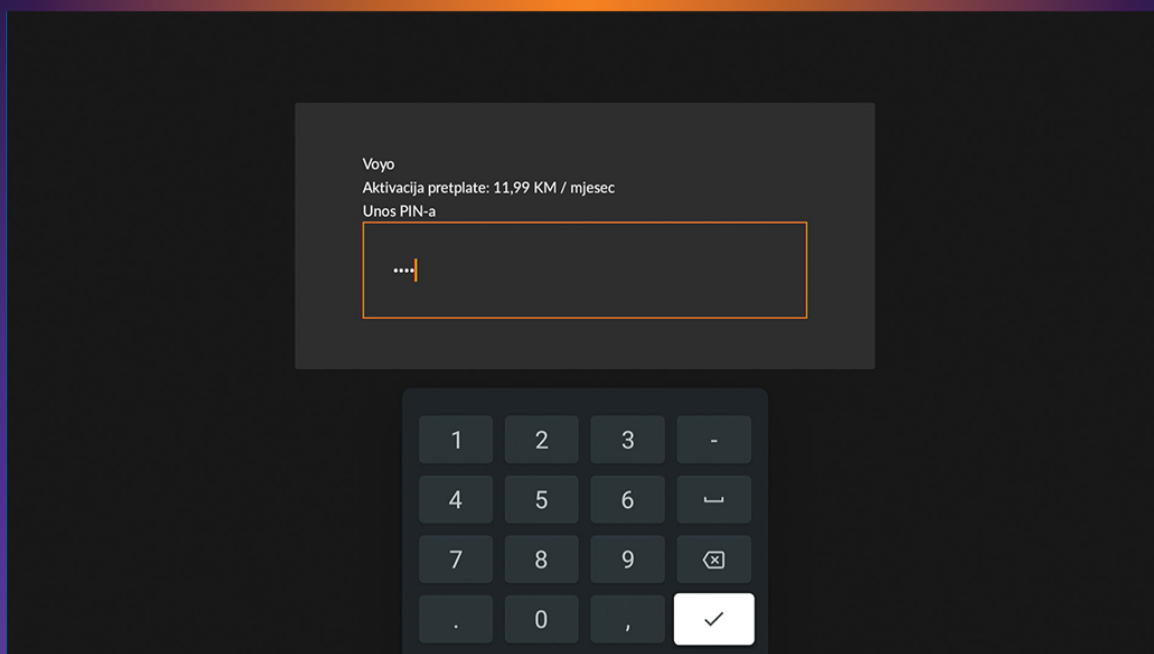 Voyo
Aktivacija pretplate: 11,99 KM / mjesec
Unos PIN-a
••••
1 2 3 -
4 5 6
7 8 9
. 0 ,